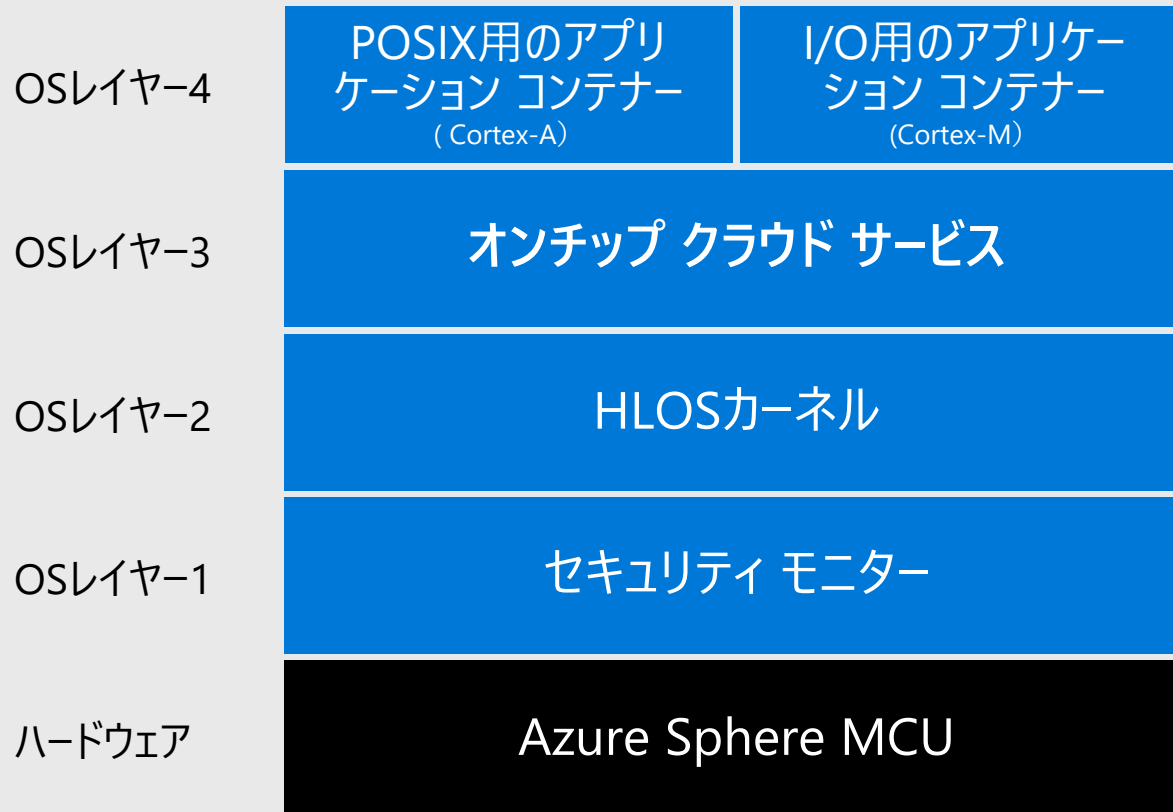 OSレイヤー4
POSIX用のアプリ
ケーション コンテナー
( Cortex-A）
I/O用のアプリケー
ション コンテナー
(Cortex-M）
OSレイヤー3
オンチップ クラウド サービス
OSレイヤー2
HLOSカーネル
OSレイヤー1
セキュリティ モニター
ハードウェア
Azure Sphere MCU